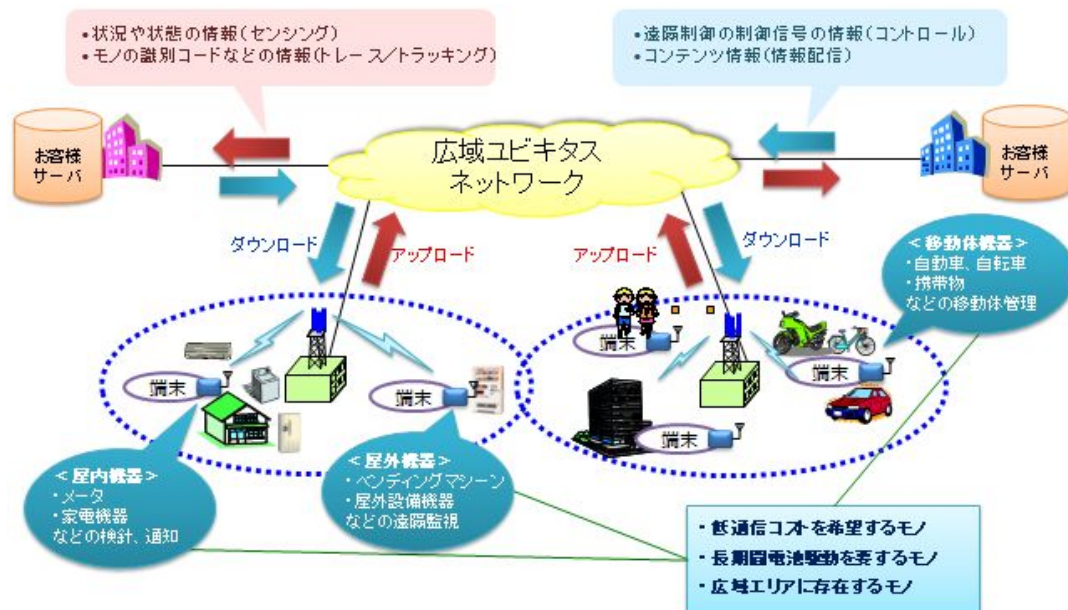 ・状況や状態の情報(センシング)
・モノの識別コードなどの情報(トレース/トラッキング)
・遠隔制御の制御信号の情報(コントロール)
・コンテンツ情報(情報配信)
お客様
サーバ
広域ユビキタス
ネットワーク
お客様
サーバ
ダウンロード
アップロード
アップロード
ダウンロード
<移動体機器>
・自動車、自転車
・携帯物
などの移動体管理
端末
端末
端末
端末
端末
<屋内機器>
・メータ
・家電機器
などの検針、通知
<屋外機器>
・ベンディングマシーン
・屋外設備機器
などの遠隔監視
・低通信コストを希望するモノ
・長期間電池駆動を要するモノ
・広域エリアに存在するモノ